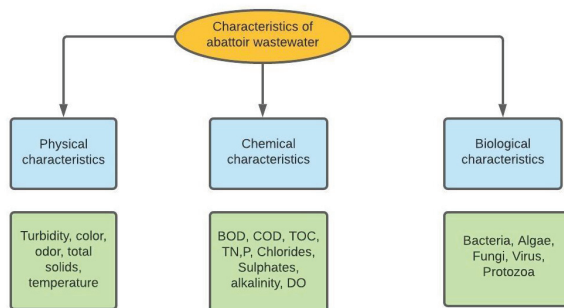 Characteristics of
abattoir wastewater
Physical
characteristics
Chemical
characteristics
Biological
characteristics
Turbidity, color,
odor, total
solids,
temperature
BOD, COD, TOC,
TN,P, Chlorides,
Sulphates,
alkalinity, DO
Bacteria, Algae,
Fungi, Virus,
Protozoa